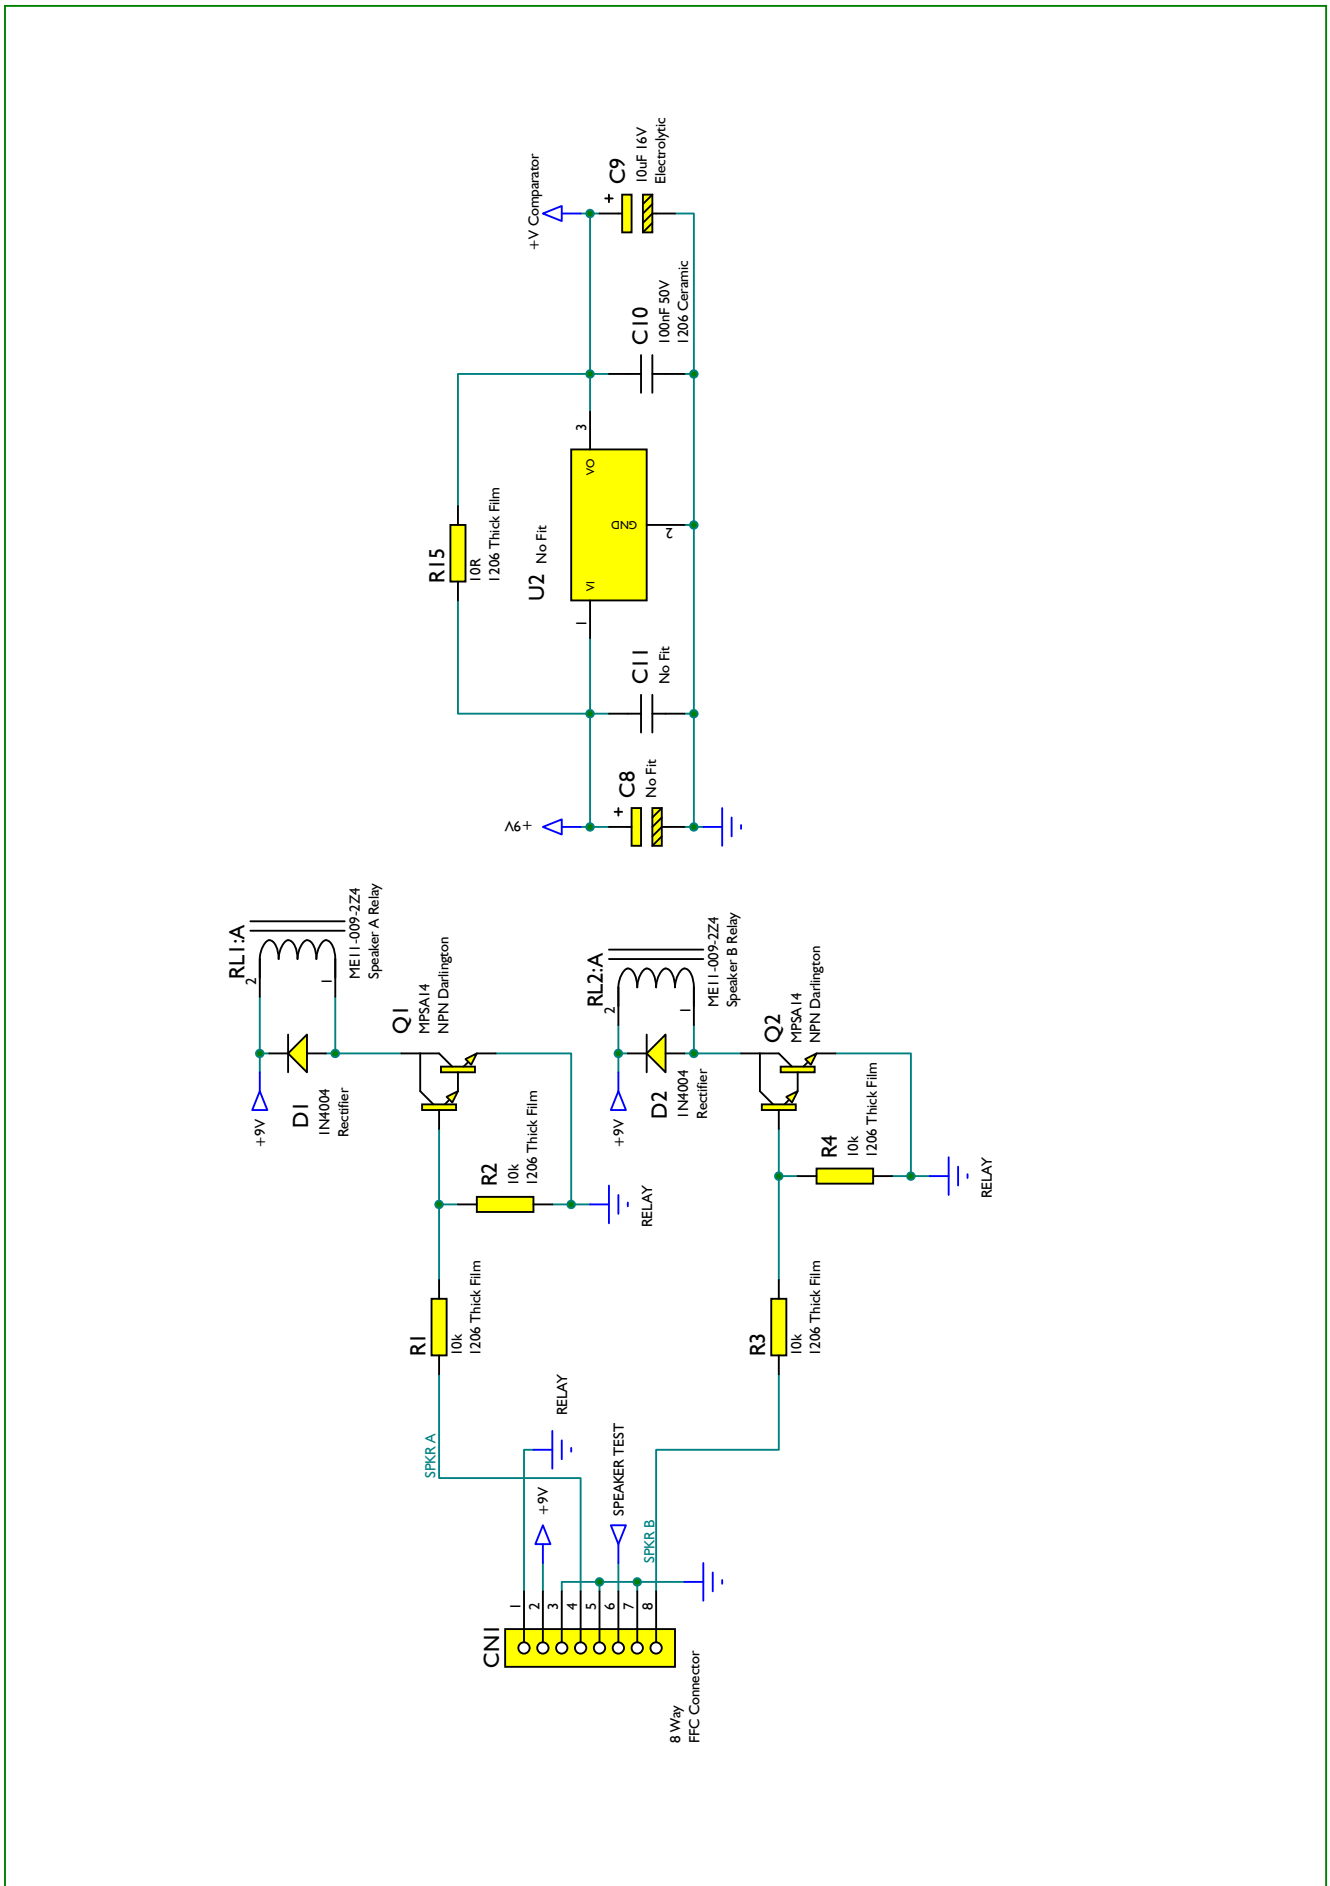 CN1
8 Way
FFC Connector
1
2
3
4
5
6
7
8
SPKR A
+9V
RELAY
SPEAKER TEST
SPKR B
R1
10k
1206 Thick Film
R2
10k
1206 Thick Film
RELAY
+9V
D1
1N4004
Rectifier
Q1
MPSA14
NPN Darlington
RL1:A
2
1
ME11-009-2Z4
Speaker A Relay
R3
10k
1206 Thick Film
R4
10k
1206 Thick Film
RELAY
+9V
D2
1N4004
Rectifier
Q2
MPSA14
NPN Darlington
RL2:A
2
1
ME11-009-2Z4
Speaker B Relay
+9V
+
C8
No Fit
C11
No Fit
R15
10R
1206 Thick Film
U2 No Fit
1
VI
GND
2
VO
3
C10
100nF 50V
1206 Ceramic
+V Comparator
+
C9
10uF 16V
Electrolytic